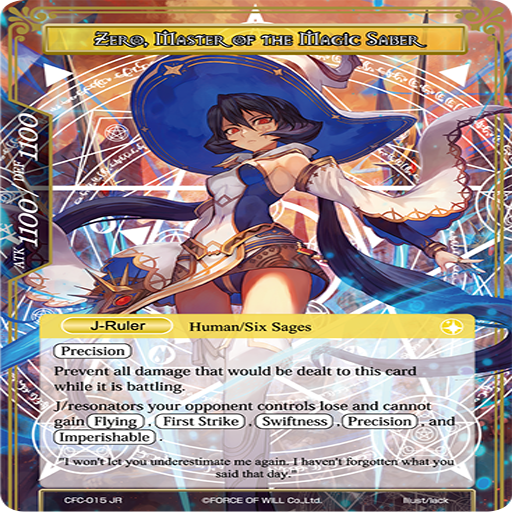 Zero, Master of the Magic Saber
ATK 1100 / DEF 1100
J-Ruler
Human/Six Sages
Precision
Prevent all damage that would be dealt to this card
while it is battling.
J/resonators your opponent controls lose and cannot
gain Flying, First Strike, Swiftness, Precision, and
Imperishable.
"I won't let you underestimate me again. I haven't forgotten what you
said that day."
CFC-015 JR
©FORCE OF WILL Co.,Ltd.
Illust/lack